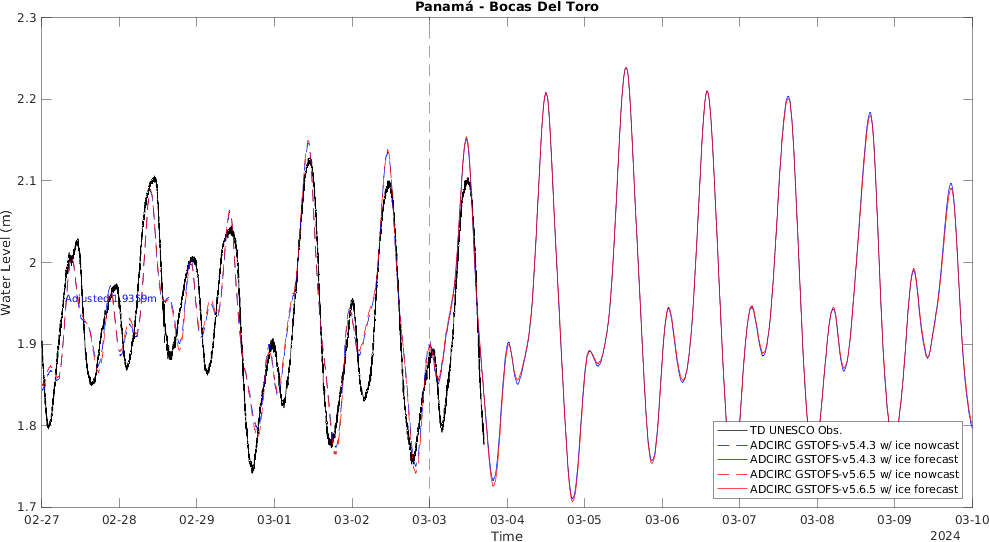 Panamá - Bocas Del Toro
2.3
2.2
2.1
2
1.9
1.8
1.7
Water Level (m)
Adjusted 1.9359m
TD UNESCO Obs.
ADCIRC GSTOFS-v5.4.3 w/ ice nowcast
ADCIRC GSTOFS-v5.4.3 w/ ice forecast
ADCIRC GSTOFS-v5.6.5 w/ ice nowcast
ADCIRC GSTOFS-v5.6.5 w/ ice forecast
02-27 02-28 02-29 03-01 03-02 03-03 03-04 03-05 03-06 03-07 03-08 03-09 03-10
Time
2024